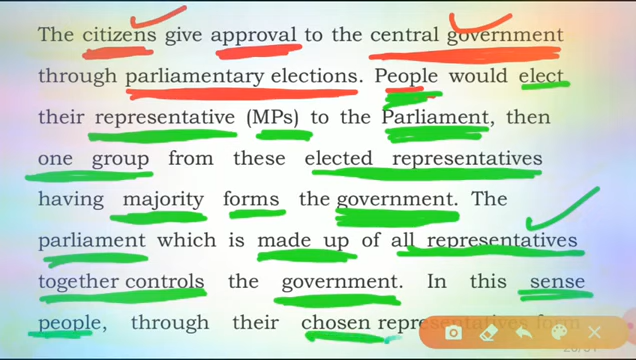 The citizens give approval to the central government
through parliamentary elections. People would elect
their representative (MPs) to the Parliament, then
one group from these elected representatives
having majority forms the government. The
parliament which is made up of all representatives
together controls the government. In this sense
people, through their chosen representatives form